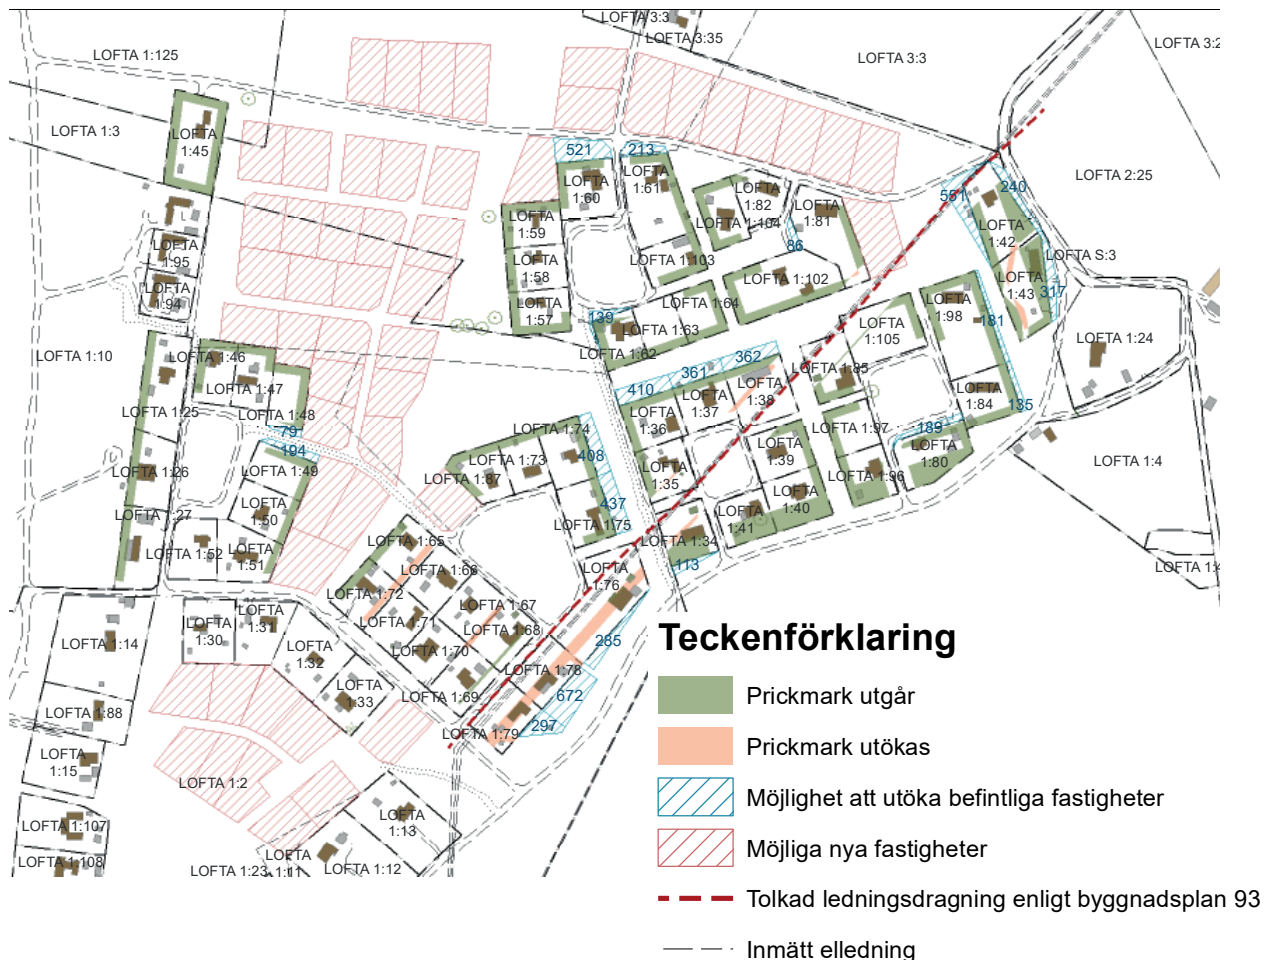 LOFTA 3:3
LOFTA 3:35
LOFTA 1:125
LOFTA 3:3
LOFTA 1:3
LOFTA
1:45
521
213
LOFTA
1:60
LOFTA
1:61
LOFTA
1:82
LOFTA 1:104
LOFTA
1:81
86
551
240
LOFTA 2:25
LOFTA
1:42
LOFTA S:3
LOFTA
1:43
317
LOFTA
1:95
LOFTA
1:94
LOFTA
1:59
LOFTA
1:58
LOFTA
1:57
LOFTA 1:103
LOFTA 1:102
LOFTA 1:64
139
LOFTA 1:63
LOFTA 1:62
LOFTA
1:98
181
LOFTA
1:105
LOFTA 1:24
LOFTA 1:10
LOFTA 1:46
LOFTA
1:47
LOFTA 1:48
LOFTA 1:25
79
194
410
361
362
LOFTA
1:36
LOFTA
1:37
LOFTA
1:38
LOFTA 1:85
LOFTA
1:84
135
LOFTA 1:97
189
LOFTA
1:80
LOFTA 1:96
LOFTA 1:4
LOFTA 1:74
LOFTA 1:73
LOFTA 1:87
408
LOFTA
1:35
LOFTA
1:39
LOFTA
1:40
LOFTA
1:41
LOFTA 1:26
LOFTA 1:49
LOFTA
1:50
LOFTA
1:51
LOFTA 1:27
LOFTA 1:52
437
LOFTA 1:75
LOFTA 1:34
113
LOFTA
1:76
LOFTA 1:65
LOFTA 1:66
LOFTA 1:72
LOFTA 1:67
LOFTA 1:71
LOFTA 1:68
LOFTA 1:70
LOFTA 1:69
LOFTA
1:30
LOFTA
1:31
LOFTA
1:32
LOFTA
1:33
LOFTA 1:14
LOFTA 1:88
LOFTA
1:15
LOFTA 1:107
LOFTA 1:108
LOFTA 1:2
285
LOFTA 1:78
672
297
LOFTA 1:79
LOFTA
1:13
LOFTA 1:23
LOFTA
1:11
LOFTA 1:12
Teckenförklaring
Prickmark utgår
Prickmark utökas
Möjlighet att utöka befintliga fastigheter
Möjliga nya fastigheter
Tolkad ledningsdragning enligt byggnadsplan 93
Inmätt elledning